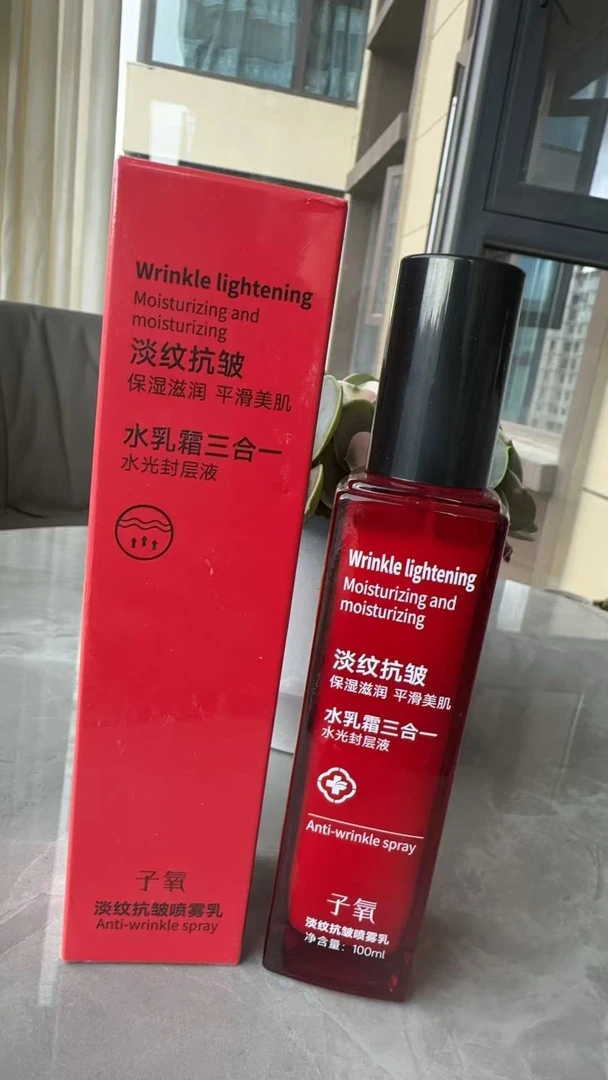 Wrinkle lightening
Moisturizing and
moisturizing
淡纹抗皱
保湿滋润 平滑美肌
水乳霜三合一
水光封层液
子氧
淡纹抗皱喷雾乳
Anti-wrinkle spray
Wrinkle lightening
Moisturizing and
moisturizing
淡纹抗皱
保湿滋润 平滑美肌
水乳霜三合一
水光封层液
Anti-wrinkle spray
子氧
淡纹抗皱喷雾乳
净含量：100ml